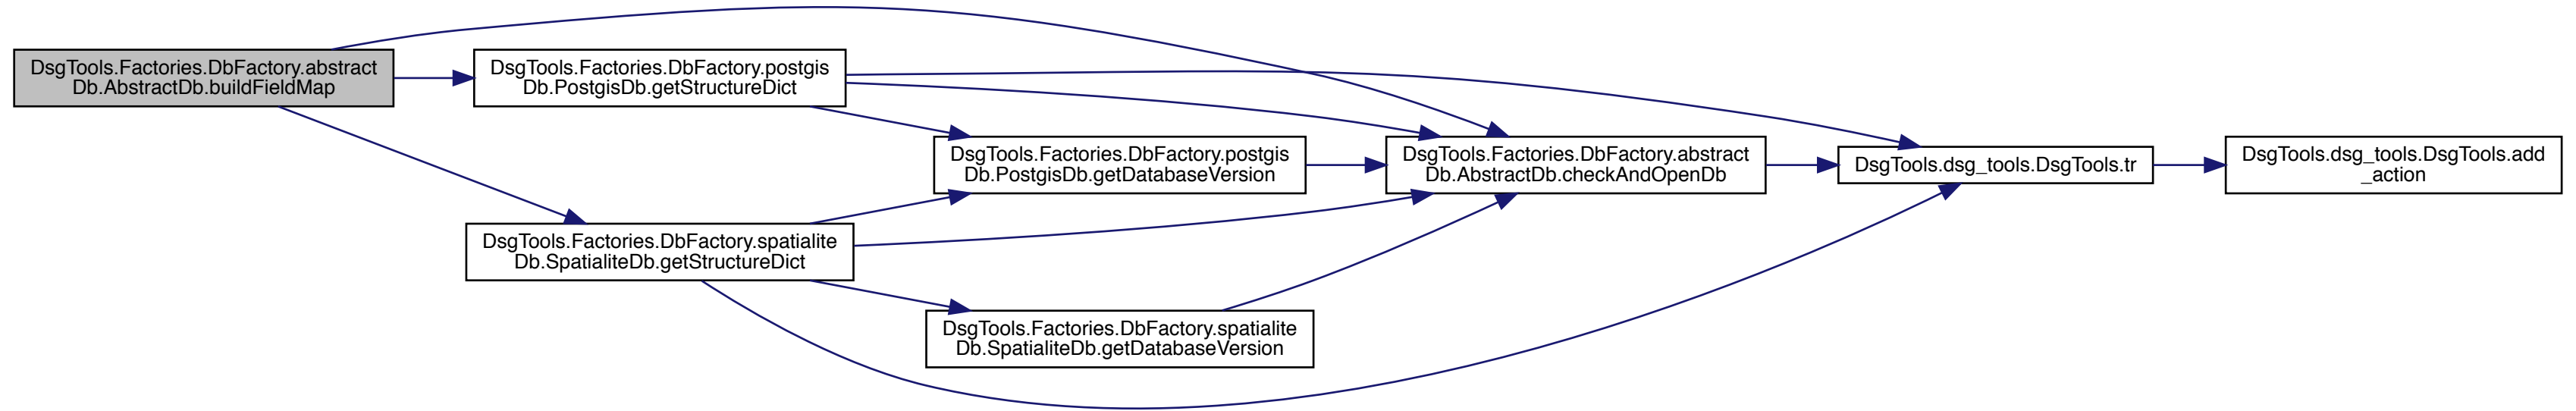 DsgTools.Factories.DbFactory.abstract
Db.AbstractDb.buildFieldMap
DsgTools.Factories.DbFactory.postgis
Db.PostgisDb.getStructureDict
DsgTools.Factories.DbFactory.spatialite
Db.SpatialiteDb.getStructureDict
DsgTools.Factories.DbFactory.postgis
Db.PostgisDb.getDatabaseVersion
DsgTools.Factories.DbFactory.spatialite
Db.SpatialiteDb.getDatabaseVersion
DsgTools.Factories.DbFactory.abstract
Db.AbstractDb.checkAndOpenDb
DsgTools.dsg_tools.DsgTools.tr
DsgTools.dsg_tools.DsgTools.add
_action